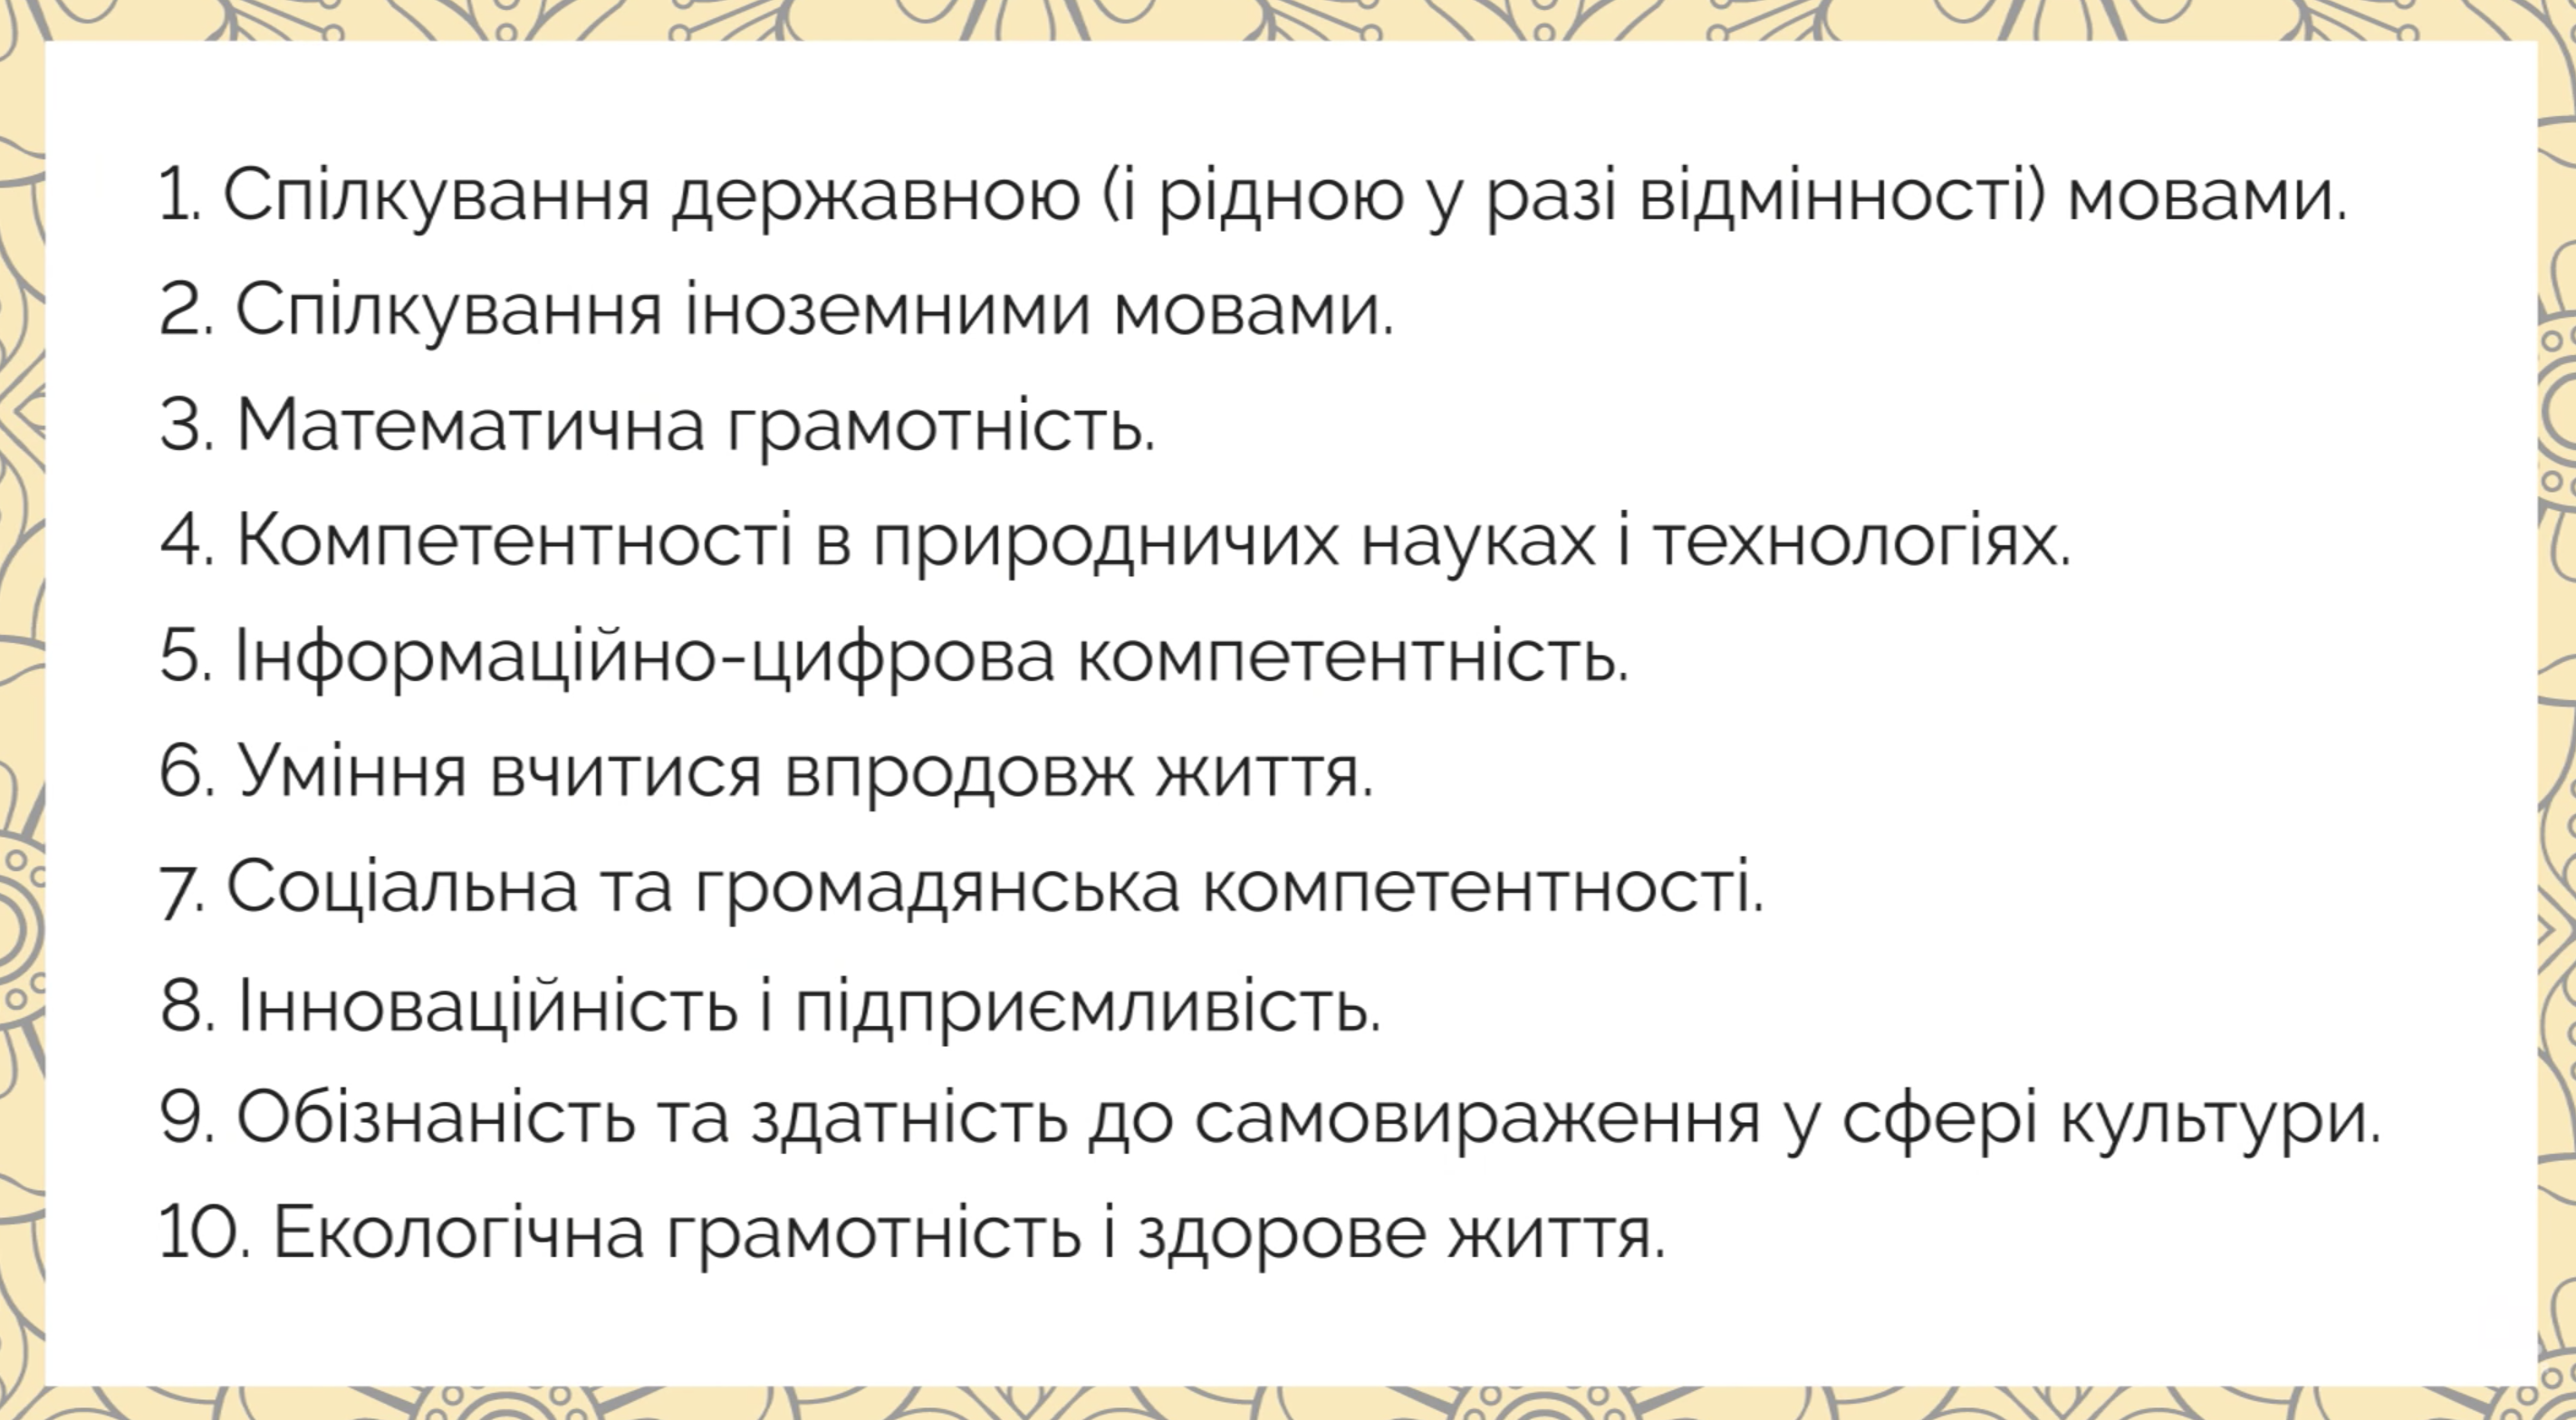 1. Спілкування державною (і рідною у разі відмінності) мовами.
2. Спілкування іноземними мовами.
3. Математична грамотність.
4. Компетентності в природничих науках і технологіях.
5. Інформаційно-цифрова компетентність.
6. Уміння вчитися впродовж життя.
7. Соціальна та громадянська компетентності.
8. Інноваційність і підприємливість.
9. Обізнаність та здатність до самовираження у сфері культури.
10. Екологічна грамотність і здорове життя.